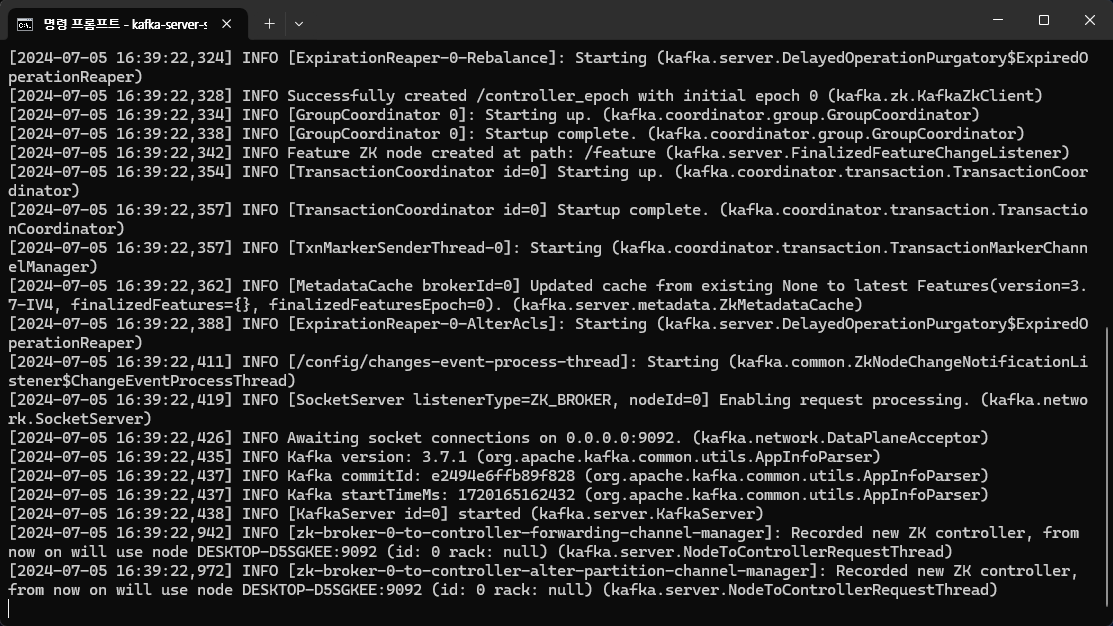 명령 프롬프트 - kafka-server-s
[2024-07-05 16:39:22,324] INFO [ExpirationReaper-0-Rebalance]: Starting (kafka.server.DelayedOperationPurgatory$ExpiredO
perationReaper)
[2024-07-05 16:39:22,328] INFO Successfully created /controller_epoch with initial epoch 0 (kafka.zk.KafkaZkClient)
[2024-07-05 16:39:22,334] INFO [GroupCoordinator 0]: Starting up. (kafka.coordinator.group.GroupCoordinator)
[2024-07-05 16:39:22,338] INFO [GroupCoordinator 0]: Startup complete. (kafka.coordinator.group.GroupCoordinator)
[2024-07-05 16:39:22,342] INFO Feature ZK node created at path: /feature (kafka.server.FinalizedFeatureChangeListener)
[2024-07-05 16:39:22,354] INFO [TransactionCoordinator id=0] Starting up. (kafka.coordinator.transaction.TransactionCoor
dinator)
[2024-07-05 16:39:22,357] INFO [TransactionCoordinator id=0] Startup complete. (kafka.coordinator.transaction.Transactio
nCoordinator)
[2024-07-05 16:39:22,357] INFO [TxnMarkerSenderThread-0]: Starting (kafka.coordinator.transaction.TransactionMarkerChann
elManager)
[2024-07-05 16:39:22,362] INFO [MetadataCache brokerId=0] Updated cache from existing None to latest Features(version=3.
7-IV4, finalizedFeatures={}, finalizedFeaturesEpoch=0). (kafka.server.metadata.ZkMetadataCache)
[2024-07-05 16:39:22,388] INFO [ExpirationReaper-0-AlterAcls]: Starting (kafka.server.DelayedOperationPurgatory$ExpiredO
perationReaper)
[2024-07-05 16:39:22,411] INFO [/config/changes-event-process-thread]: Starting (kafka.common.ZkNodeChangeNotificationLi
stener$ChangeEventProcessThread)
[2024-07-05 16:39:22,419] INFO [SocketServer listenerType=ZK_BROKER, nodeId=0] Enabling request processing. (kafka.netwo
rk.SocketServer)
[2024-07-05 16:39:22,426] INFO Awaiting socket connections on 0.0.0.0:9092. (kafka.network.DataPlaneAcceptor)
[2024-07-05 16:39:22,435] INFO Kafka version: 3.7.1 (org.apache.kafka.common.utils.AppInfoParser)
[2024-07-05 16:39:22,437] INFO Kafka commitId: e2494e6ffb89f828 (org.apache.kafka.common.utils.AppInfoParser)
[2024-07-05 16:39:22,437] INFO Kafka startTimeMs: 1720165162432 (org.apache.kafka.common.utils.AppInfoParser)
[2024-07-05 16:39:22,438] INFO [KafkaServer id=0] started (kafka.server.KafkaServer)
[2024-07-05 16:39:22,942] INFO [zk-broker-0-to-controller-forwarding-channel-manager]: Recorded new ZK controller, from
now on will use node DESKTOP-D5SGKEE:9092 (id: 0 rack: null) (kafka.server.NodeToControllerRequestThread)
[2024-07-05 16:39:22,972] INFO [zk-broker-0-to-controller-alter-partition-channel-manager]: Recorded new ZK controller,
from now on will use node DESKTOP-D5SGKEE:9092 (id: 0 rack: null) (kafka.server.NodeToControllerRequestThread)